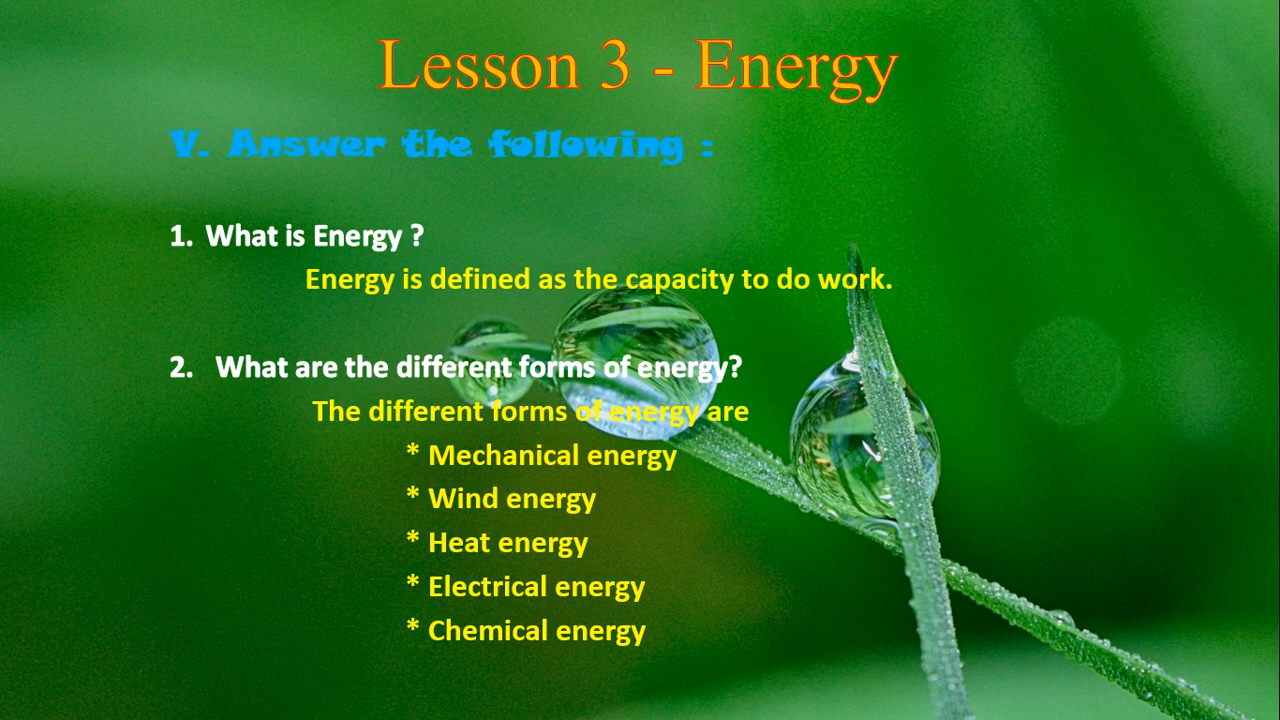 Lesson 3 - Energy
V. Answer the following :
1. What is Energy ?
Energy is defined as the capacity to do work.
2. What are the different forms of energy?
The different forms of energy are
* Mechanical energy
* Wind energy
* Heat energy
* Electrical energy
* Chemical energy